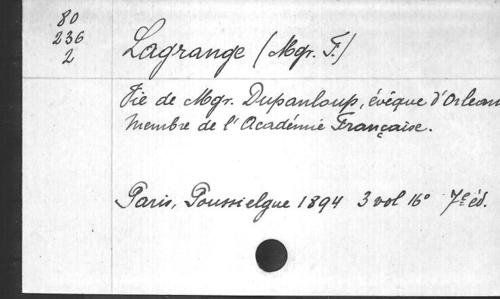 80
236
2
Lagrange (Mgr. F.)
Vie de Mgr. Dupanloup, évêque d'Orlean
membre de l'Académie Française.
Paris, Poussielgue 1894 3 vol 16° 7e éd.